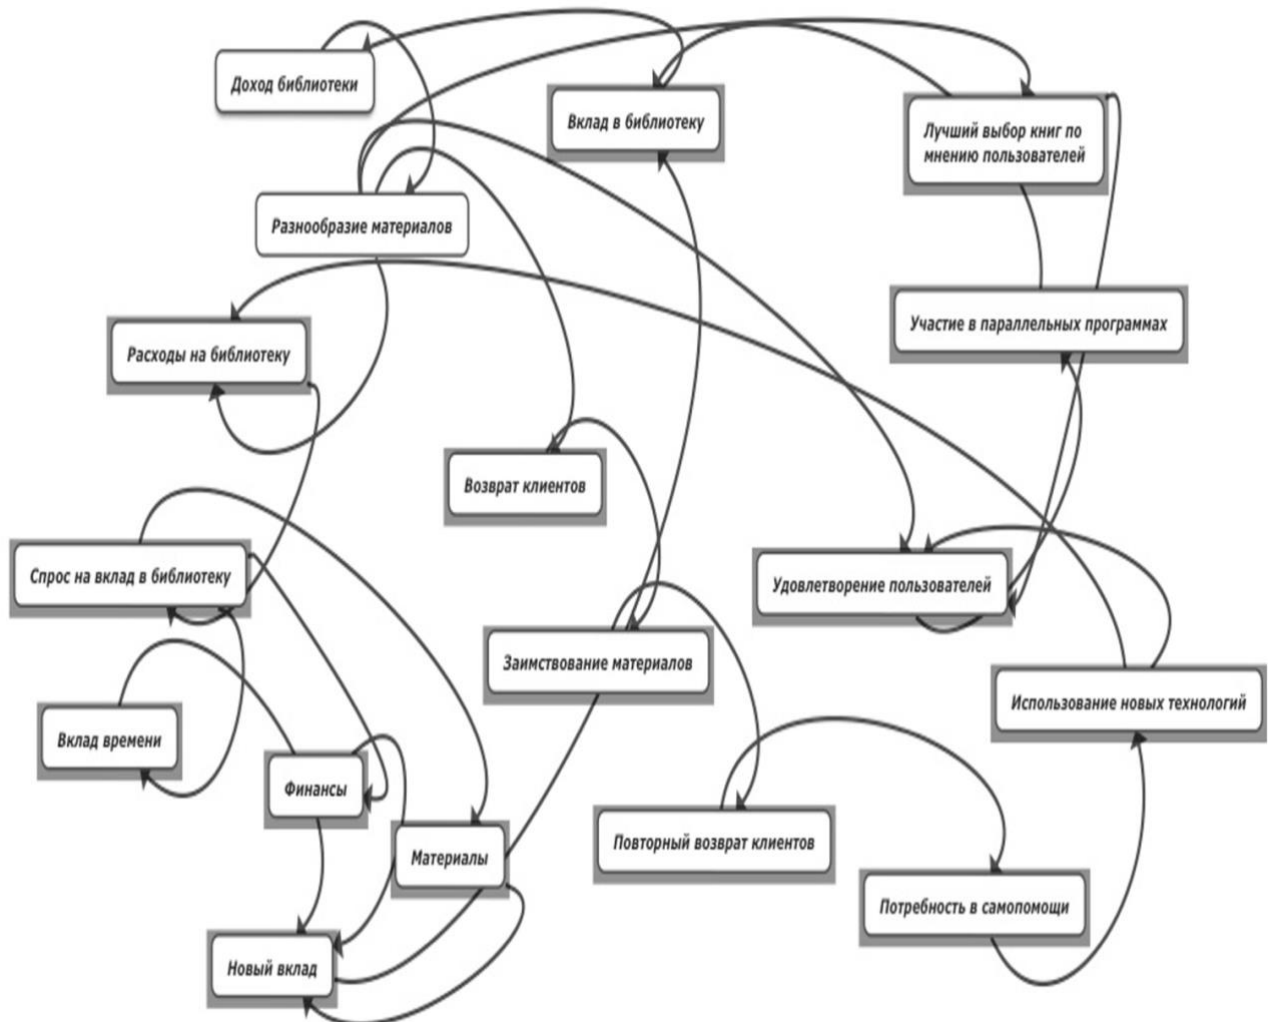 Доход библиотеки
Вклад в библиотеку
Лучший выбор книг по
мнению пользователей
Разнообразие материалов
Участие в параллельных программах
Расходы на библиотеку
Возврат клиентов
Спрос на вклад в библиотеку
Удовлетворение пользователей
Заимствование материалов
Использование новых технологий
Вклад времени
Финансы
Повторный возврат клиентов
Материалы
Потребность в самопомощи
Новый вклад